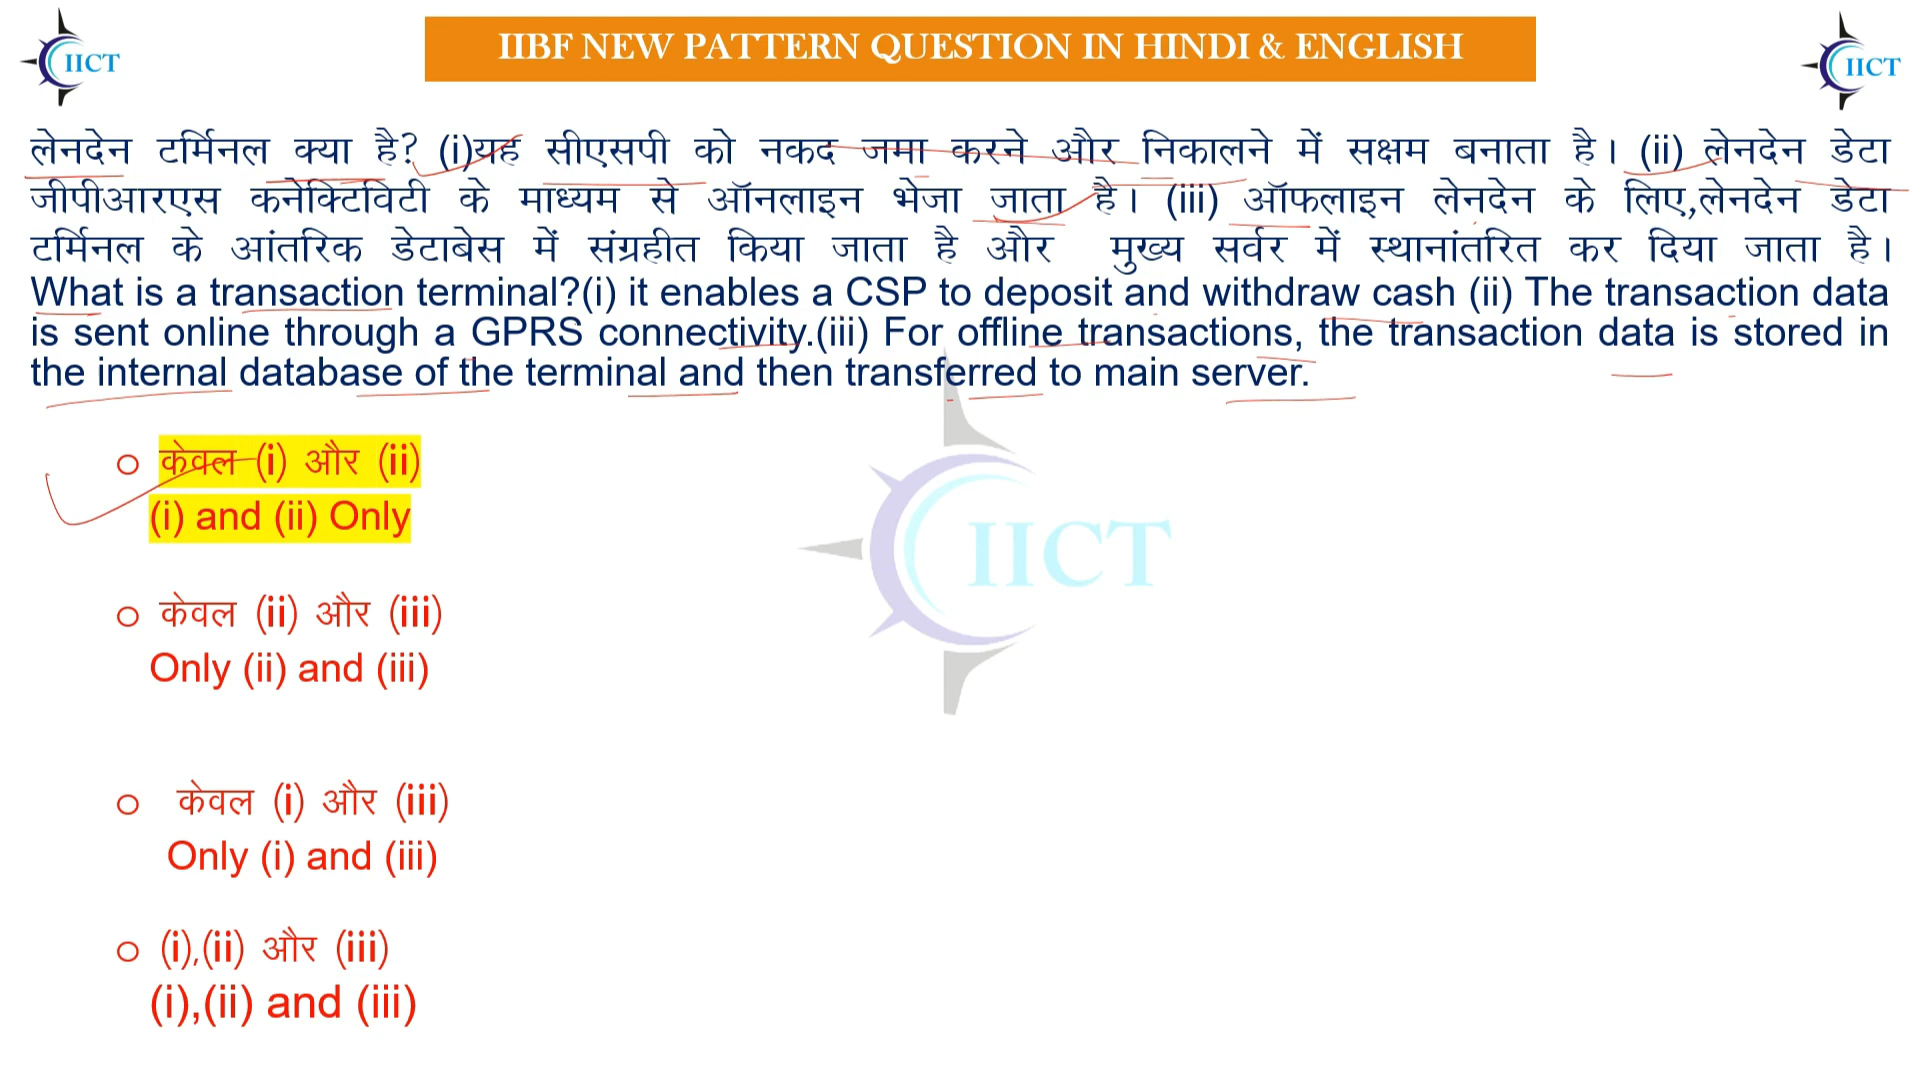 IICT
IIBF NEW PATTERN QUESTION IN HINDI & ENGLISH
IICT
लेनदेन टर्मिनल क्या है? (i)यह सीएसपी को नकद जमा करने और निकालने में सक्षम बनाता है। (ii) लेनदेन डेटा
जीपीआरएस कनेक्टिविटी के माध्यम से ऑनलाइन भेजा जाता है। (iii) ऑफलाइन लेनदेन के लिए,लेनदेन डेटा
टर्मिनल के आंतरिक डेटाबेस में संग्रहीत किया जाता है और मुख्य सर्वर में स्थानांतरित कर दिया जाता है।
What is a transaction terminal?(i) it enables a CSP to deposit and withdraw cash (ii) The transaction data
is sent online through a GPRS connectivity.(iii) For offline transactions, the transaction data is stored in
the internal database of the terminal and then transferred to main server.
केवल (i) और (ii)
(i) and (ii) Only
IICT
केवल (ii) और (iii)
Only (ii) and (iii)
केवल (i) और (iii)
Only (i) and (iii)
(i),(ii) और (iii)
(i),(ii) and (iii)